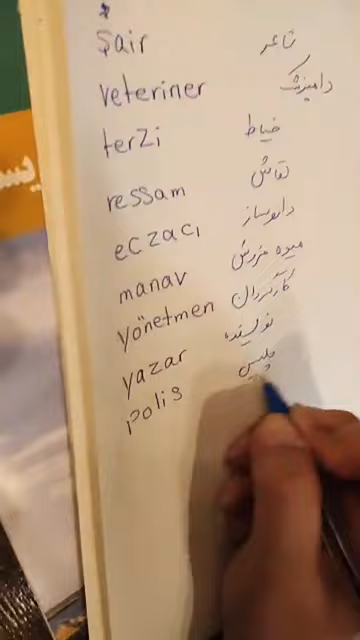 şair شاعر
veteriner دامپزشک
terzi خیاط
ressam نقاش
eczacı داروساز
manav میوه فروش
yönetmen کارگردان
yazar نویسنده
polis پلیس